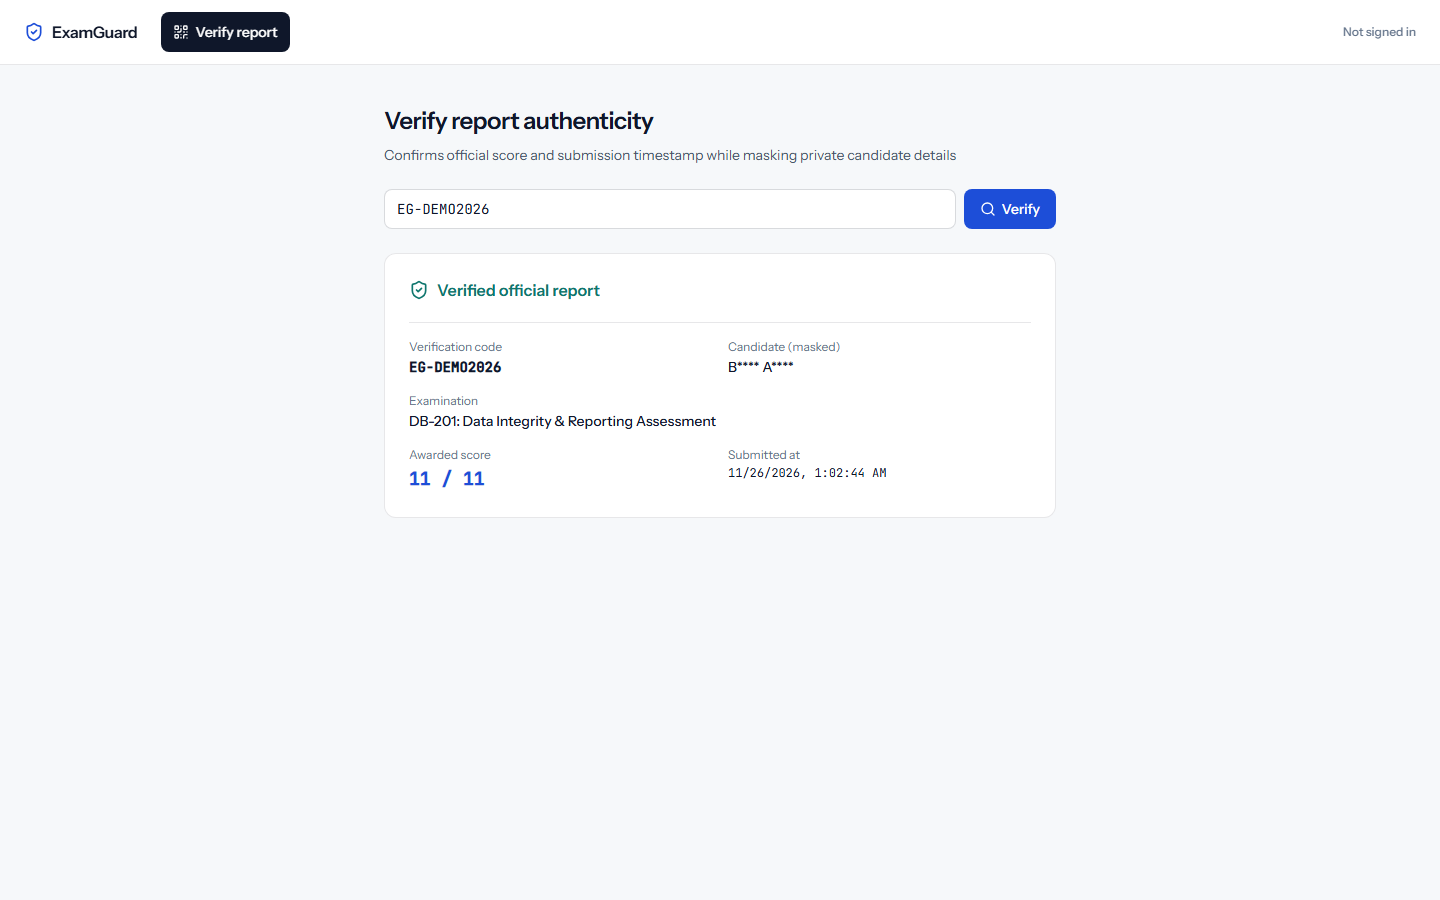 ExamGuard
Verify report
Not signed in
Verify report authenticity
Confirms official score and submission timestamp while masking private candidate details
EG-DEMO2026
Verify
Verified official report
Verification code
Candidate (masked)
EG-DEMO2026
B**** A****
Examination
DB-201: Data Integrity & Reporting Assessment
Awarded score
Submitted at
11 / 11
11/26/2026, 1:02:44 AM